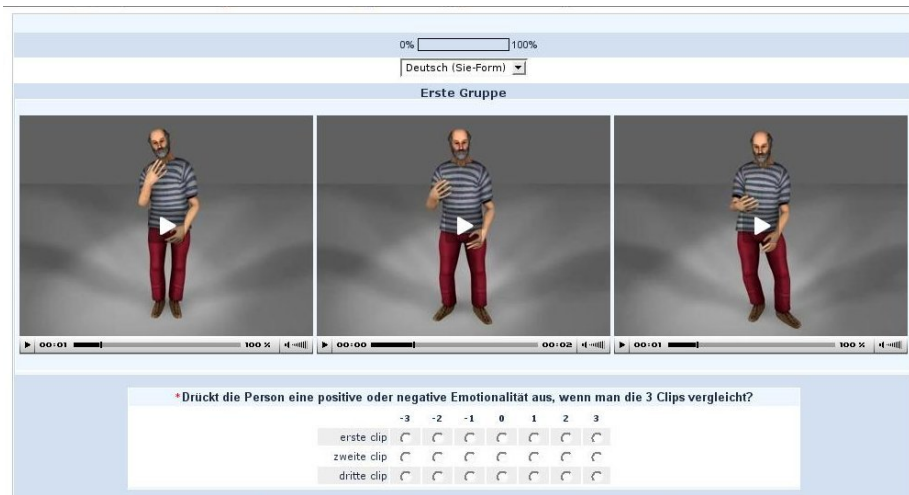 0% 100%
Deutsch (Sie-Form)
Erste Gruppe
00:01 100 % 00:00 00:02 00:01 100 %
*Drückt die Person eine positive oder negative Emotionalität aus, wenn man die 3 Clips vergleicht?
-3 -2 -1 0 1 2 3
erste clip
zweite clip
dritte clip